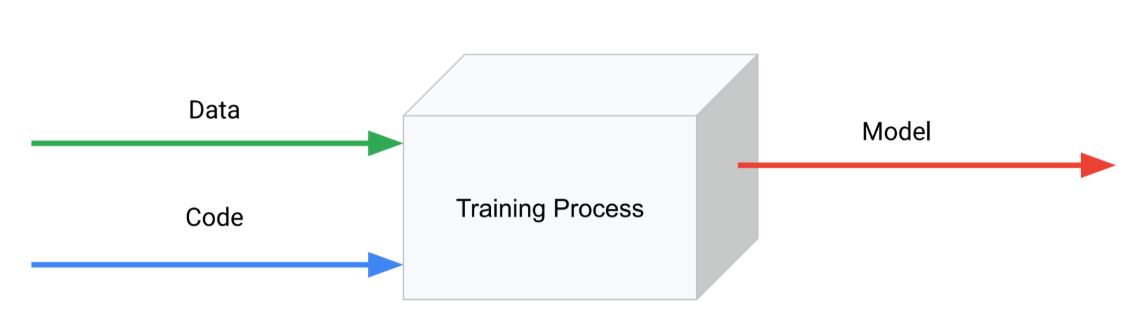 Data
Code
Training Process
Model